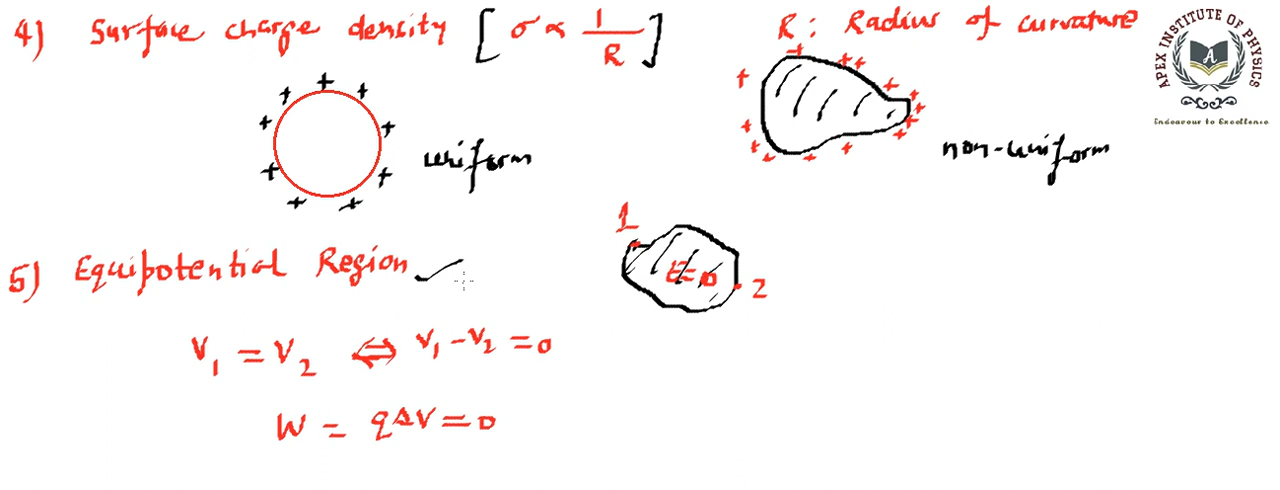 4) Surface charge density [σ ∝ 1/R] R: Radius of curvature
APEX INSTITUTE OF PHYSICS
A
Endeavour to Excellence
+ + + + + + + + +
uniform
+ + + + + + + + + + + + + + +
non-uniform
1
5) Equipotential Region ✓
E=0
2
V₁ = V₂ ⇔ V₁ - V₂ = 0
W = qΔV = 0